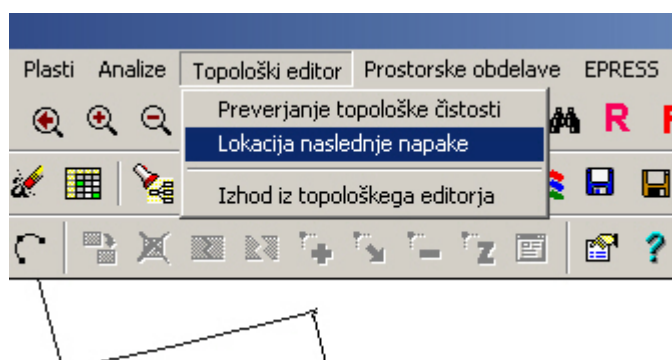 Plasti Analize Topološki editor Prostorske obdelave EPRESS
Preverjanje topološke čistosti
R
Lokacija naslednje napake
Izhod iz topološkega editorja
z
?